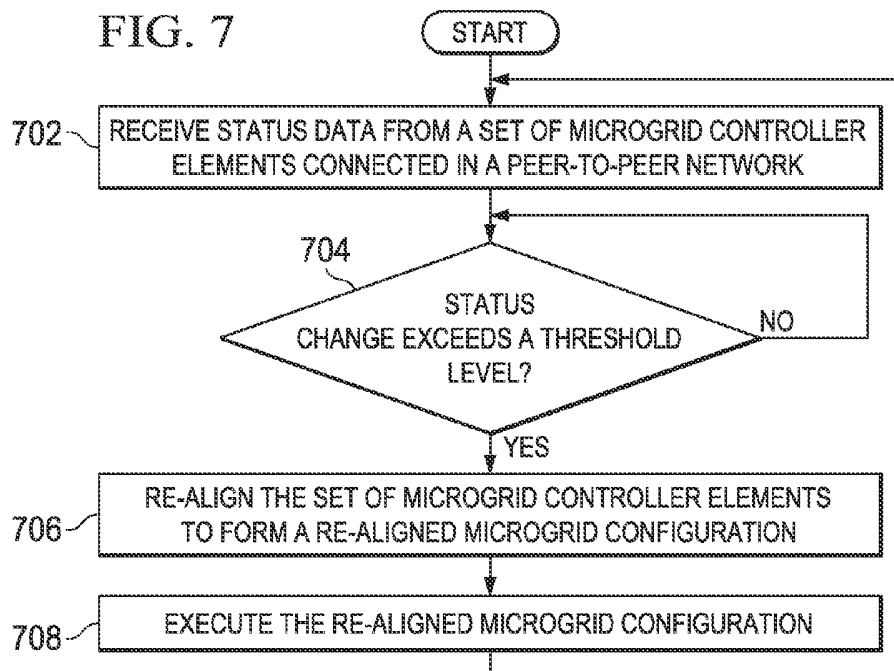 FIG. 7
START
702
RECEIVE STATUS DATA FROM A SET OF MICROGRID CONTROLLER
ELEMENTS CONNECTED IN A PEER-TO-PEER NETWORK
704
STATUS
CHANGE EXCEEDS A THRESHOLD
LEVEL?
NO
YES
706
RE-ALIGN THE SET OF MICROGRID CONTROLLER ELEMENTS
TO FORM A RE-ALIGNED MICROGRID CONFIGURATION
708
EXECUTE THE RE-ALIGNED MICROGRID CONFIGURATION